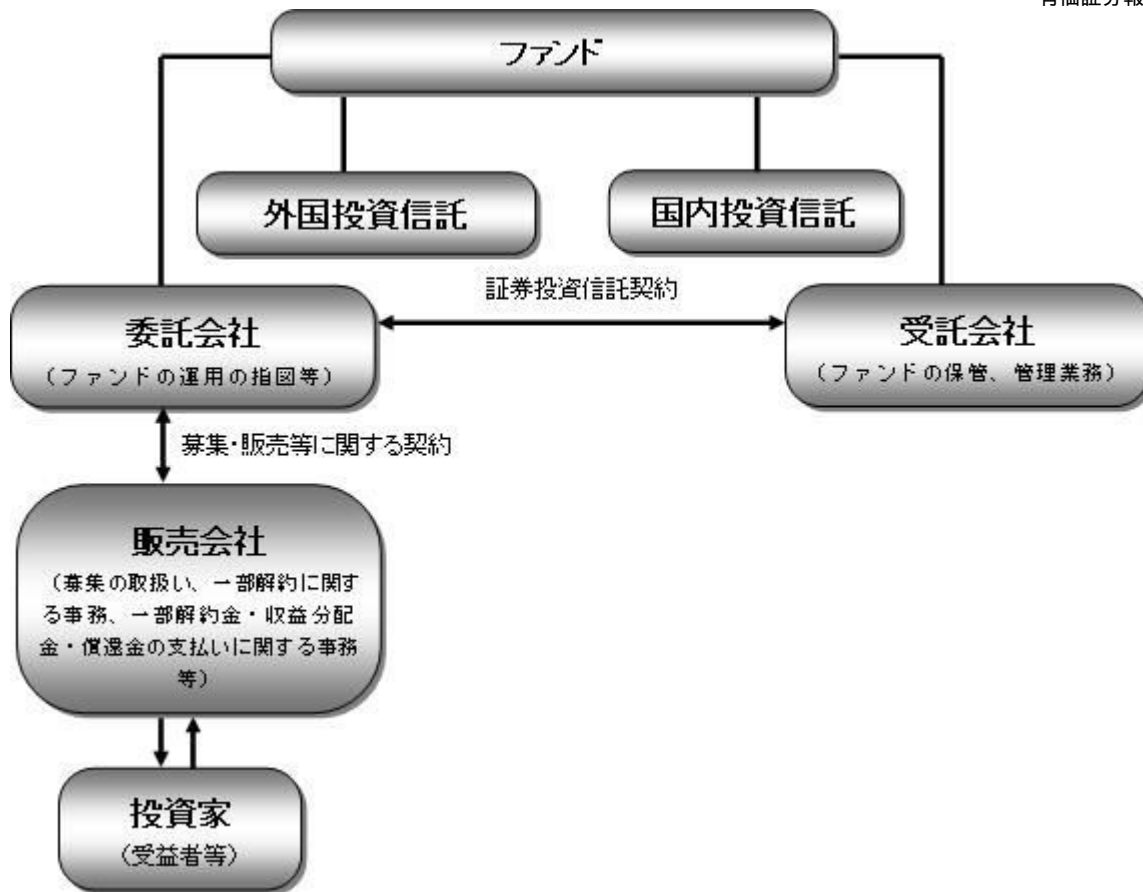 ファンド
外国投資信託
国内投資信託
証券投資信託契約
委託会社
（ファンドの運用の指図等）
受託会社
（ファンドの保管、管理業務）
募集・販売等に関する契約
販売会社
（募集の取扱い、一部解約に関す
る事務、一部解約金・収益分配
金・償還金の支払いに関する事務
等）
投資家
（受益者等）